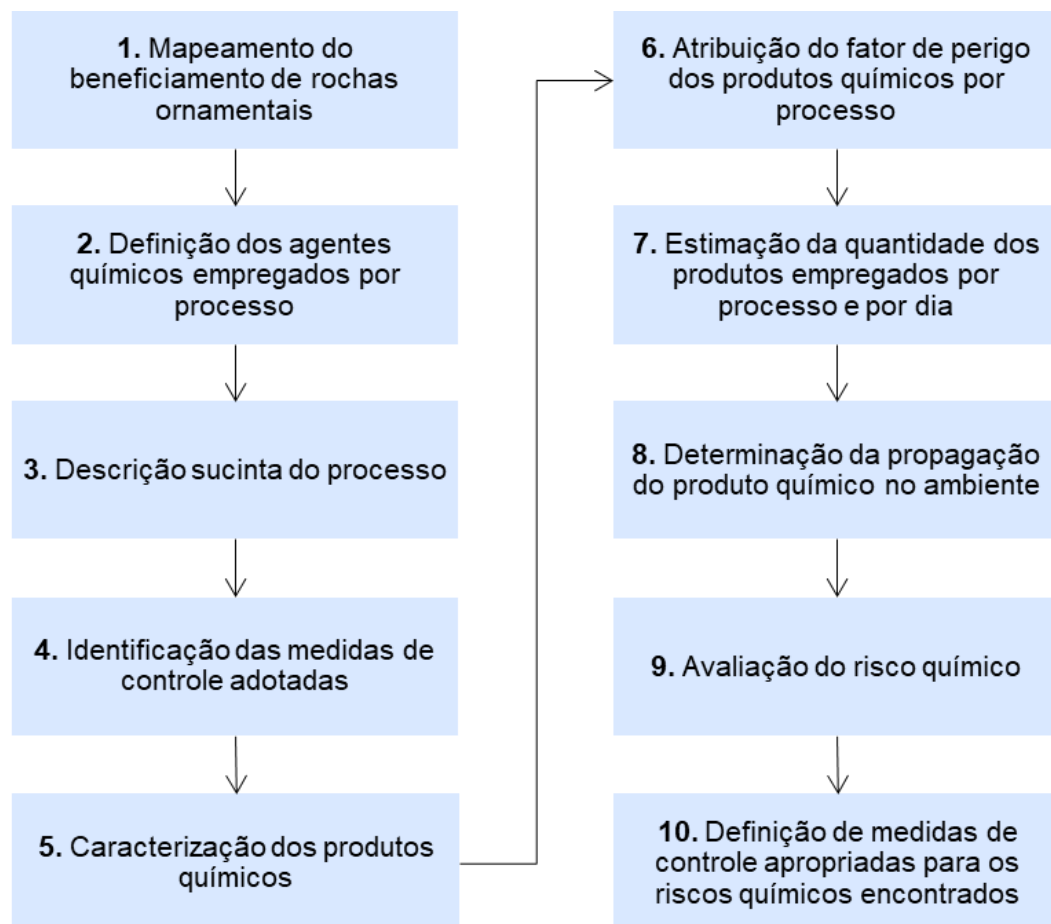 1. Mapeamento do
beneficiamento de rochas
ornamentais
2. Definição dos agentes
químicos empregados por
processo
3. Descrição sucinta do processo
4. Identificação das medidas de
controle adotadas
5. Caracterização dos produtos
químicos
6. Atribuição do fator de perigo
dos produtos químicos por
processo
7. Estimação da quantidade dos
produtos empregados por
processo e por dia
8. Determinação da propagação
do produto químico no ambiente
9. Avaliação do risco químico
10. Definição de medidas de
controle apropriadas para os
riscos químicos encontrados